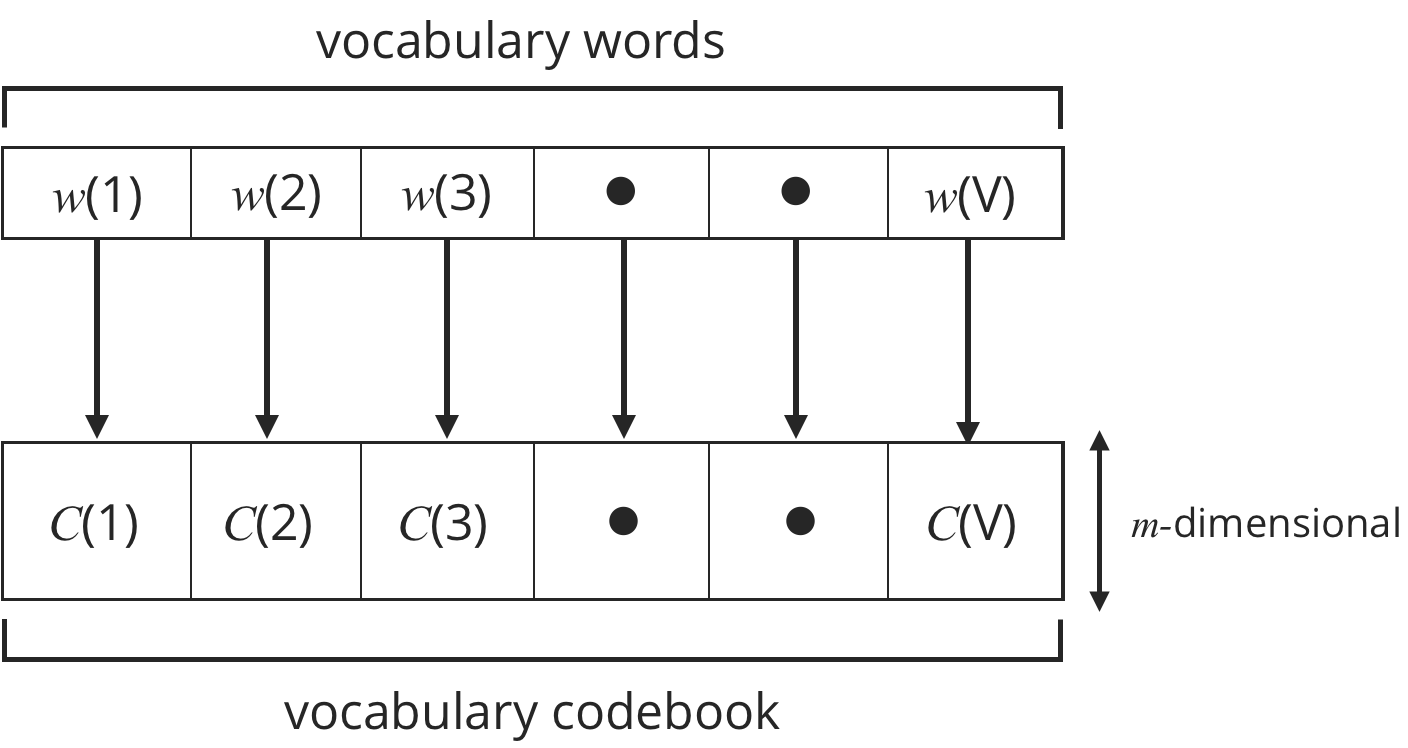 vocabulary words
w(1) w(2) w(3) ● ● w(V)
C(1) C(2) C(3) ● ● C(V)
m-dimensional
vocabulary codebook